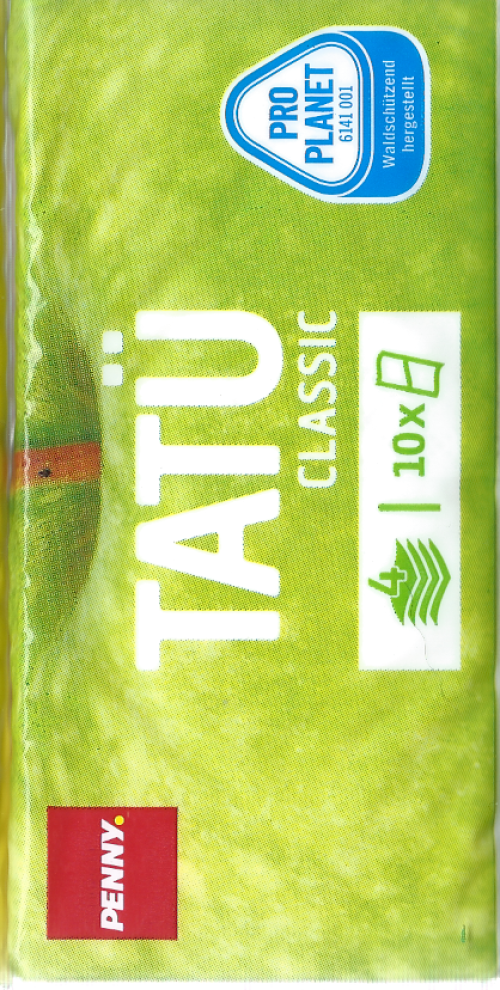 PENNY.
TATÜ
CLASSIC
4 | 10x
PRO
PLANET
6141 001
Waldschützend
hergestellt